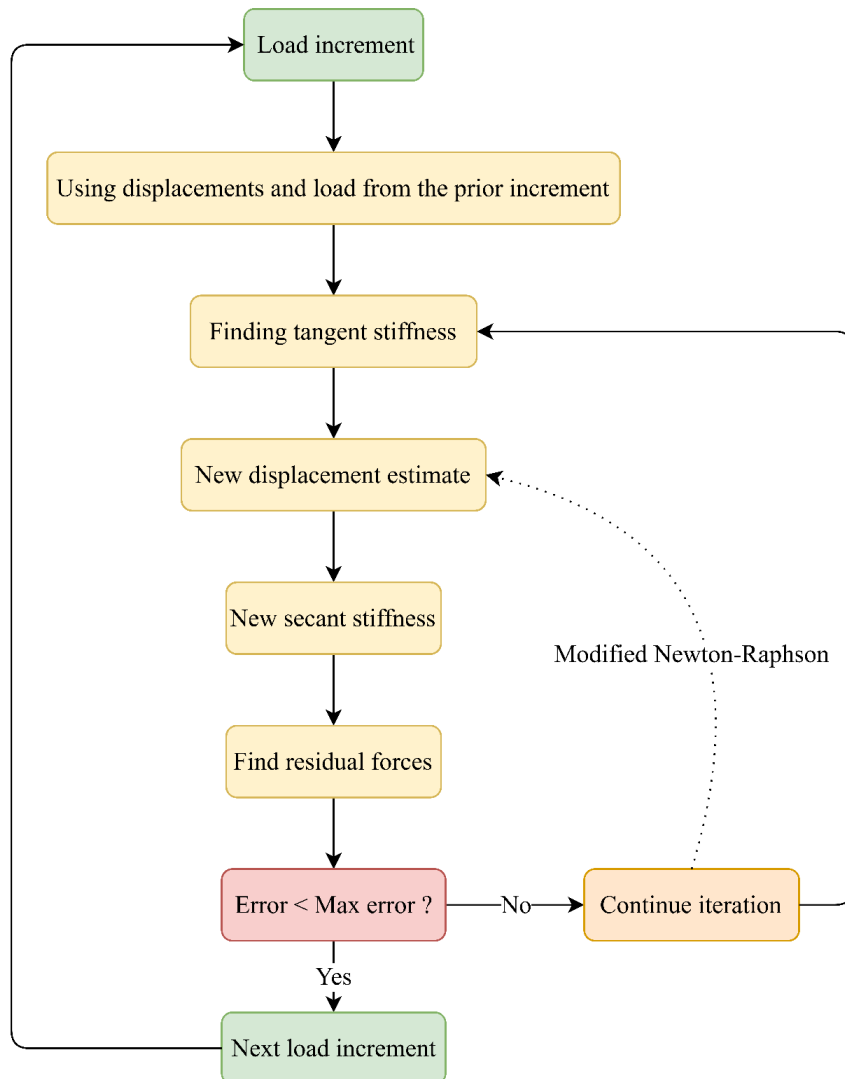 Load increment
Using displacements and load from the prior increment
Finding tangent stiffness
New displacement estimate
New secant stiffness
Modified Newton-Raphson
Find residual forces
Error < Max error ?
No
Continue iteration
Yes
Next load increment